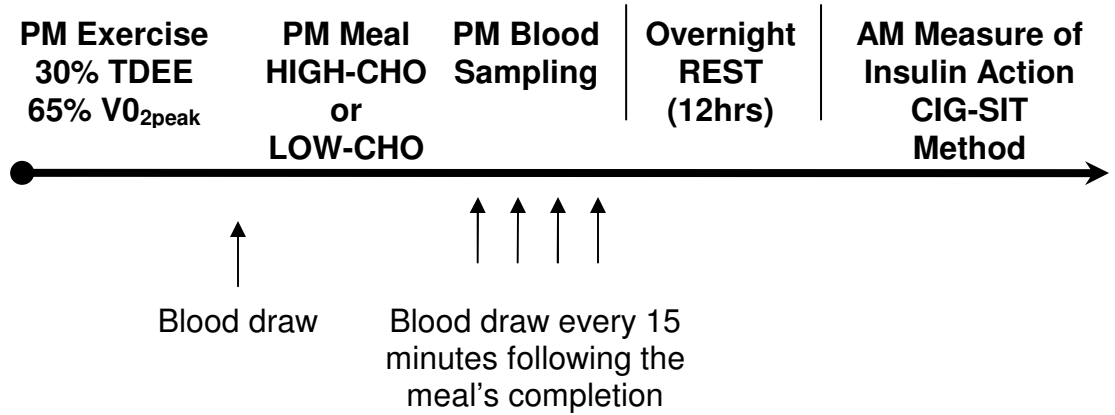 PM Exercise
30% TDEE
65% V02peak
PM Meal
HIGH-CHO
or
LOW-CHO
PM Blood
Sampling
Overnight
REST
(12hrs)
AM Measure of
Insulin Action
CIG-SIT
Method
Blood draw
Blood draw every 15
minutes following the
meal's completion